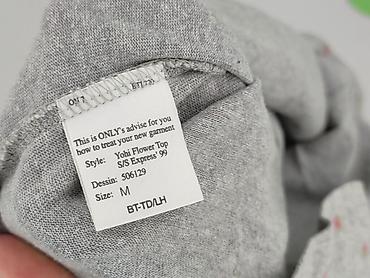 This is ONLY's advise for you
how to treat your new garment
Style: Yohi Flower Top
S/S Express' 99
Dessin: 506129
Size: M
BT-TD/LH